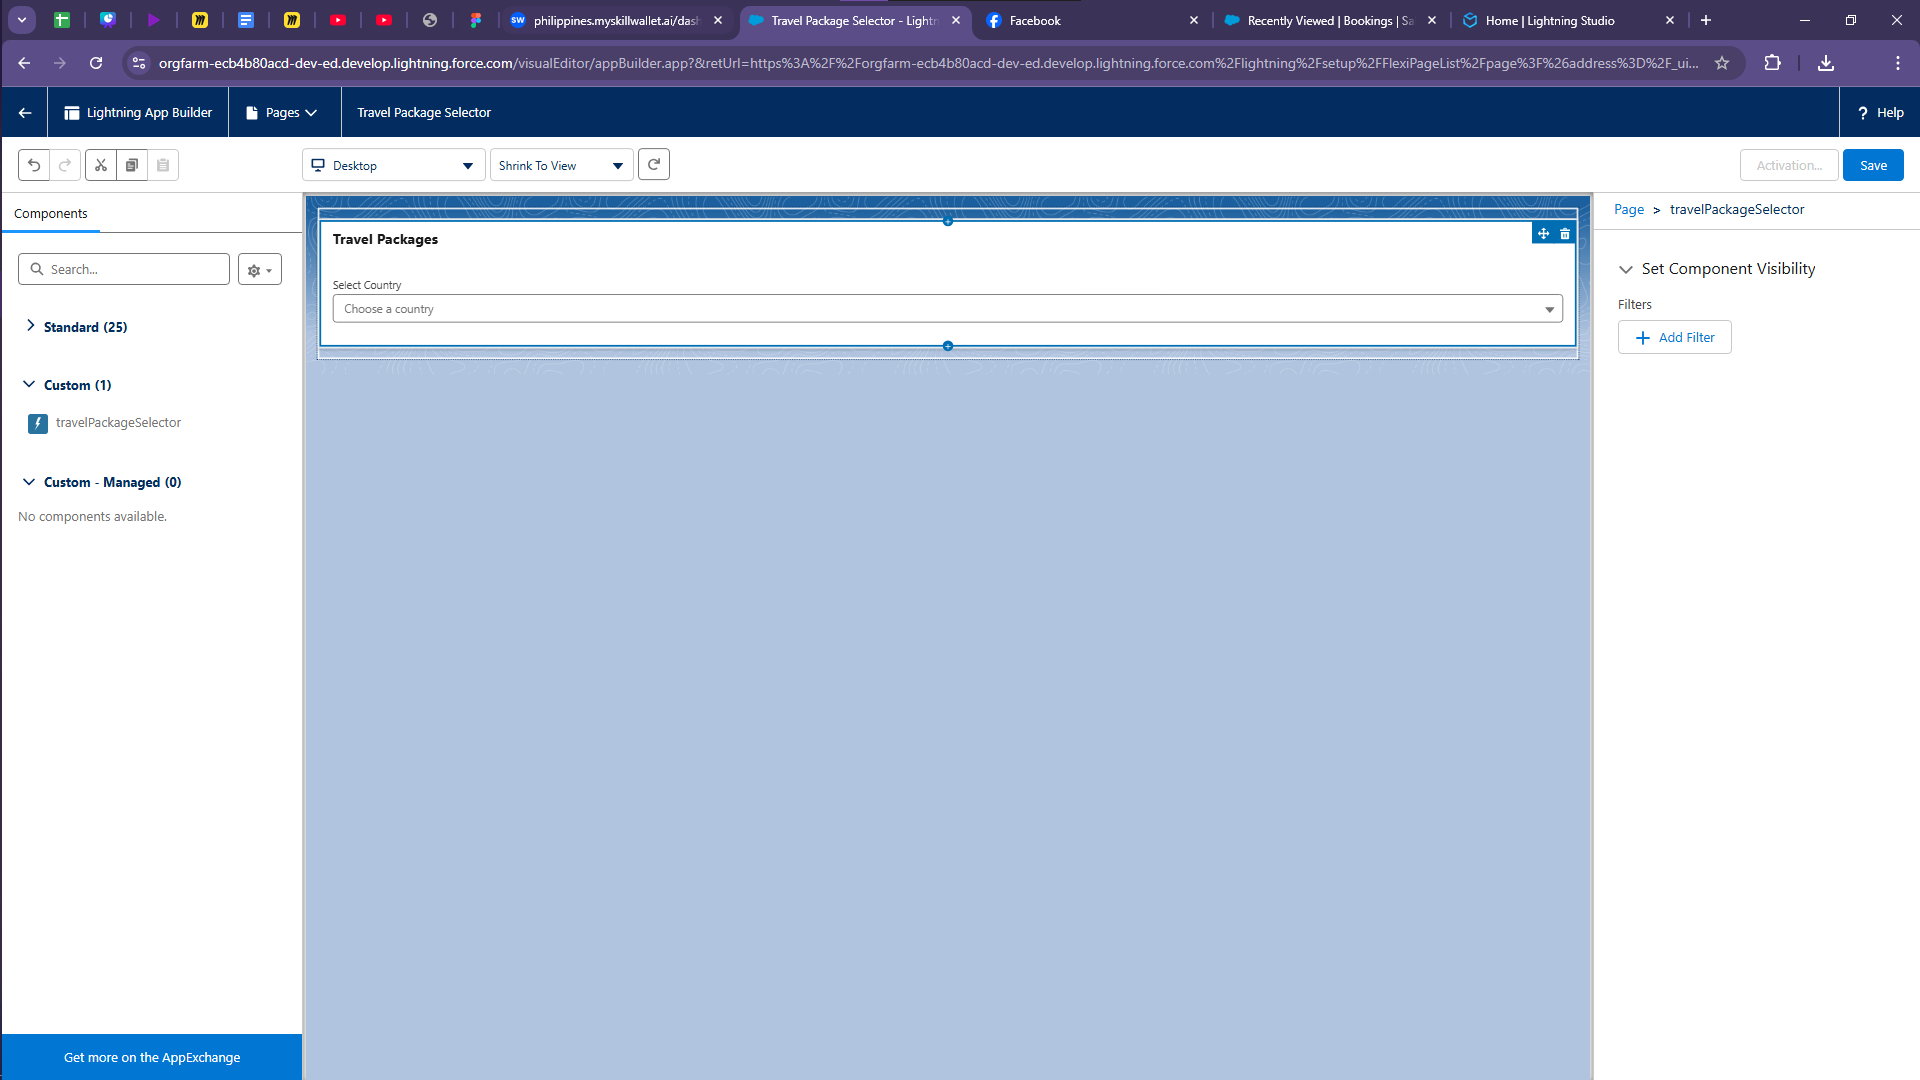 philippines.myskillwallet.ai/dash
Travel Package Selector - Lightn
Facebook
Recently Viewed | Bookings | Sa
Home | Lightning Studio
orgfarm-ecb4b80acd-dev-ed.develop.lightning.force.com/visualEditor/appBuilder.app?&retUrl=https%3A%2F%2Forgfarm-ecb4b80acd-dev-ed.develop.lightning.force.com%2Flightning%2Fsetup%2FFlexiPageList%2Fpage%3F%26address%3D%2F_ui...
Lightning App Builder
Pages
Travel Package Selector
? Help
Desktop
Shrink To View
Activation...
Save
Components
Search...
Standard (25)
Custom (1)
travelPackageSelector
Custom - Managed (0)
No components available.
Get more on the AppExchange
Travel Packages
Select Country
Choose a country
Page > travelPackageSelector
Set Component Visibility
Filters
Add Filter